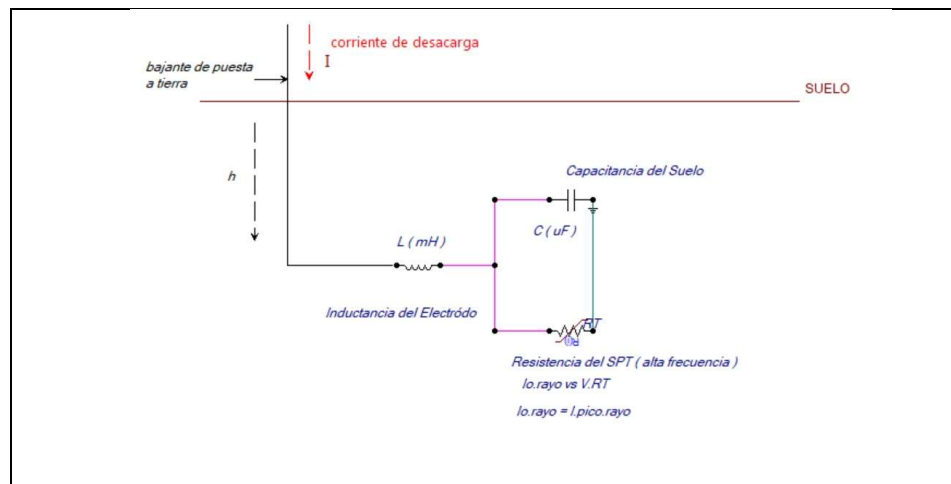 corriente de desacarga
I
bajante de puesta
a tierra
SUELO
h
Capacitancia del Suelo
C ( uF )
L ( mH )
Inductancia del Electródo
RT
Resistencia del SPT ( alta frecuencia )
Io.rayo vs V.RT
Io.rayo = I.pico.rayo